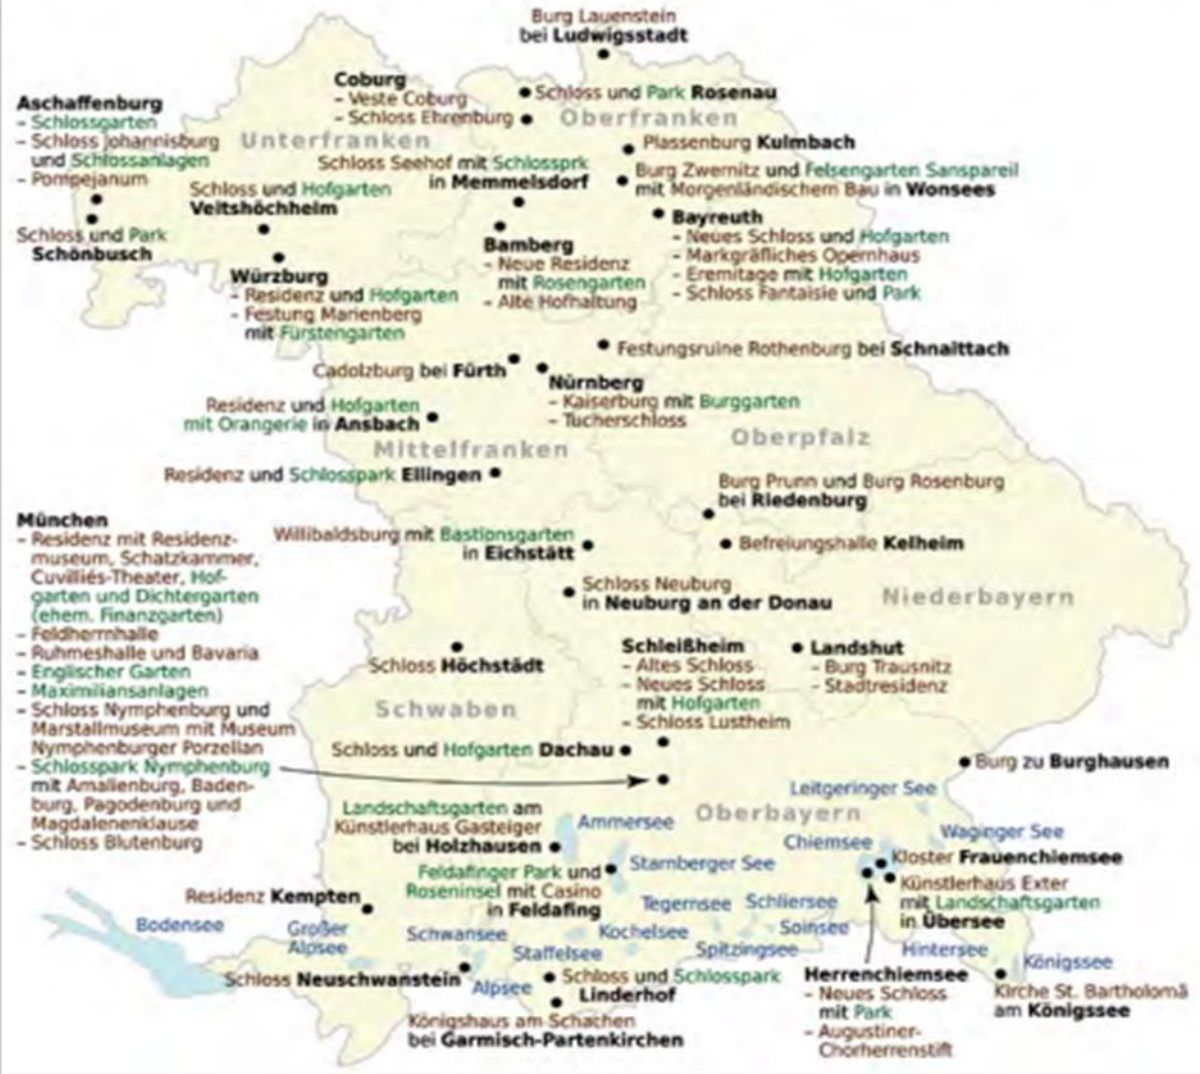 Burg Lauenstein
bei Ludwigsstadt
Coburg
- Veste Coburg
- Schloss Ehrenburg
Schloss und Park Rosenau
Oberfranken
Aschaffenburg
- Schlossgarten
- Schloss Johannisburg
und Schlossanlagen
- Pompejanum
Unterfranken
Plassenburg Kulmbach
Schloss Seehof mit Schlossprk
in Memmelsdorf
Burg Zwernitz und Felsengarten Sanspareil
mit Morgenländischem Bau in Wonsees
Schloss und Hofgarten
Veitshöchheim
Schloss und Park
Schönbusch
Bayreuth
- Neues Schloss und Hofgarten
- Markgräfliches Opernhaus
- Eremitage mit Hofgarten
- Schloss Fantaisie und Park
Bamberg
- Neue Residenz
mit Rosengarten
- Alte Hofhaltung
Würzburg
- Residenz und Hofgarten
- Festung Marienberg
mit Fürstengarten
Festungsruine Rothenburg bei Schnaittach
Cadolzburg bei Fürth
Nürnberg
- Kaiserburg mit Burggarten
- Tucherschloss
Residenz und Hofgarten
mit Orangerie in Ansbach
Oberpfalz
Mittelfranken
Residenz und Schlosspark Ellingen
Burg Prunn und Burg Rosenburg
bei Riedenburg
Willibaldsburg mit Bastionsgarten
in Eichstätt
Befreiungshalle Kelheim
Schloss Neuburg
in Neuburg an der Donau
Niederbayern
München
- Residenz mit Residenz-
museum, Schatzkammer,
Cuvilliés-Theater, Hof-
garten und Dichtergarten
(ehem. Finanzgarten)
- Feldherrnhalle
- Ruhmeshalle und Bavaria
- Englischer Garten
- Maximiliansanlagen
- Schloss Nymphenburg und
Marstallmuseum mit Museum
Nymphenburger Porzellan
- Schlosspark Nymphenburg
mit Amalienburg, Baden-
burg, Pagodenburg und
Magdalenenklause
- Schloss Blutenburg
Schloss Höchstädt
Schleißheim
- Altes Schloss
- Neues Schloss
mit Hofgarten
- Schloss Lustheim
Landshut
- Burg Trausnitz
- Stadtresidenz
Schwaben
Schloss und Hofgarten Dachau
Burg zu Burghausen
Leitgeringer See
Oberbayern
Landschaftsgarten am
Künstlerhaus Gasteiger
bei Holzhausen
Ammersee
Waginger See
Chiemsee
Kloster Frauenchiemsee
Starnberger See
Feldafinger Park und
Roseninsel mit Casino
in Feldafing
Künstlerhaus Exter
mit Landschaftsgarten
in Übersee
Residenz Kempten
Tegernsee
Schliersee
Bodensee
Großer
Alpsee
Schwansee
Kochelsee
Soinsee
Staffelsee
Spitzingsee
Hintersee
Königssee
Schloss Neuschwanstein
Alpsee
Schloss und Schlosspark
Linderhof
Herrenchiemsee
- Neues Schloss
mit Park
- Augustiner-
Chorherrenstift
Kirche St. Bartholomä
am Königssee
Königshaus am Schachen
bei Garmisch-Partenkirchen